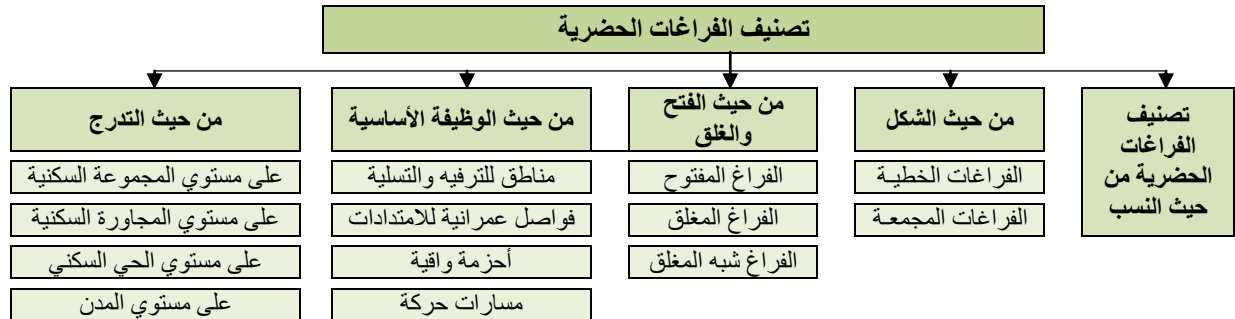 تصنيف الفراغات الحضرية
تصنيف
الفراغات
الحضرية من
حيث النسب
من حيث الشكل
الفراغات الخطية
الفراغات المجمعة
من حيث الفتح
والغلق
الفراغ المفتوح
الفراغ المغلق
الفراغ شبه المغلق
من حيث الوظيفة الأساسية
مناطق للترفيه والتسلية
فواصل عمرانية للامتدادات
أحزمة واقية
مسارات حركة
من حيث التدرج
على مستوي المجموعة السكنية
على مستوي المجاورة السكنية
على مستوي الحي السكني
على مستوي المدن